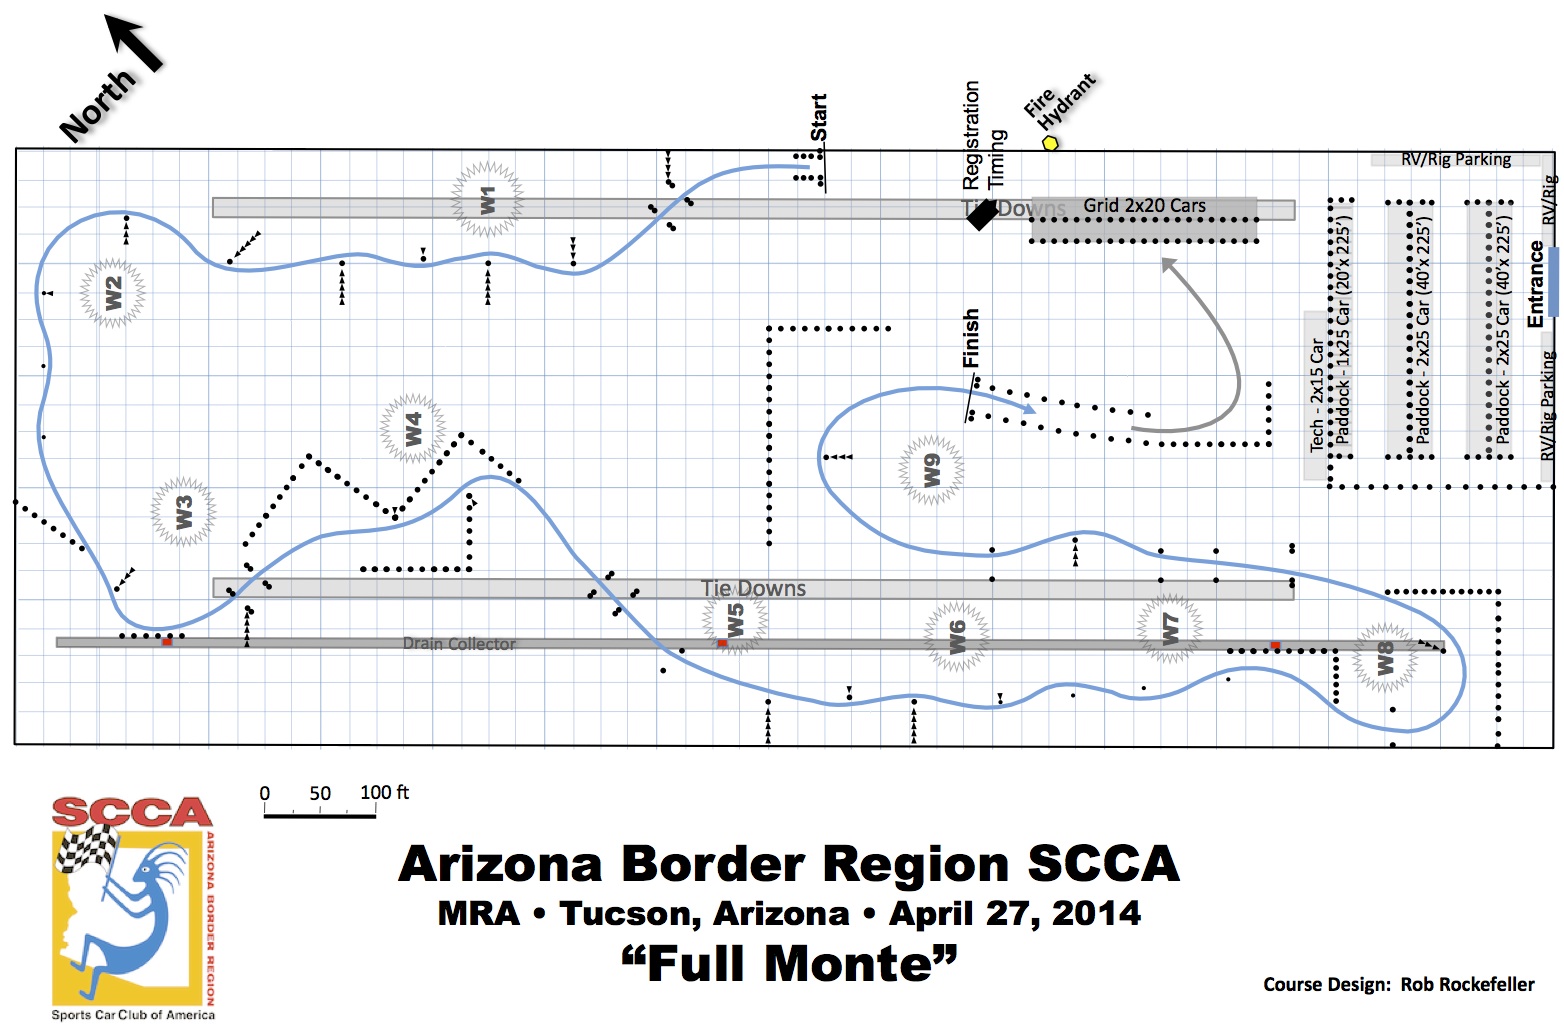 North
Start
Registration
Timing
Fire
Hydrant
RV/Rig Parking
RV/Rig
Tie Downs
Grid 2x20 Cars
W1
W2
Entrance
Paddock - 1x25 Car (20'x 225')
Paddock - 2x25 Car (40'x 225')
Paddock - 2x25 Car (40'x 225')
Tech - 2x15 Car
RV/Rig Parking
Finish
W4
W9
W3
Tie Downs
W5
W6
W7
W8
Drain Collector
0 50 100 ft
SCCA
ARIZONA BORDER REGION
Sports Car Club of America
Arizona Border Region SCCA
MRA • Tucson, Arizona • April 27, 2014
“Full Monte”
Course Design: Rob Rockefeller